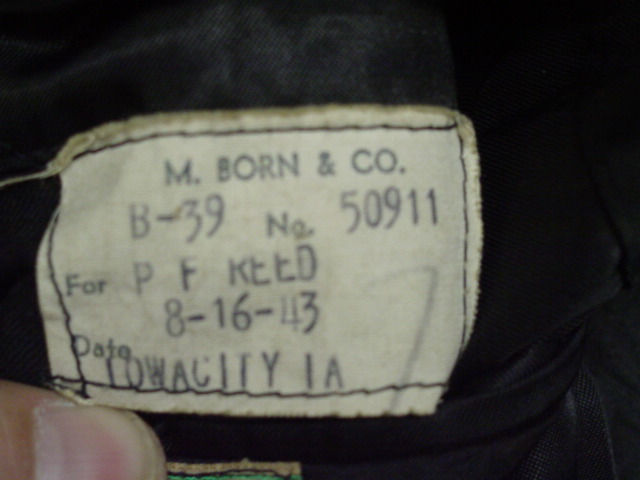 M. BORN & CO.
B-39 No. 50911
For P F REED
8-16-43
Date
IOWACITY IA